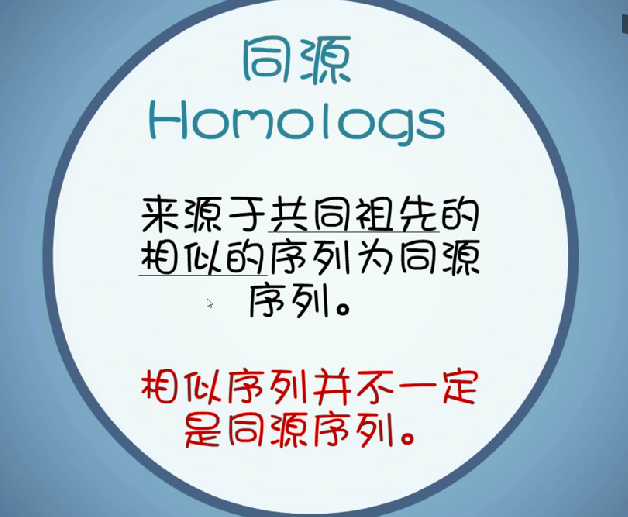 同源
Homologs
来源于共同祖先的
相似的序列为同源
序列。
相似序列并不一定
是同源序列。